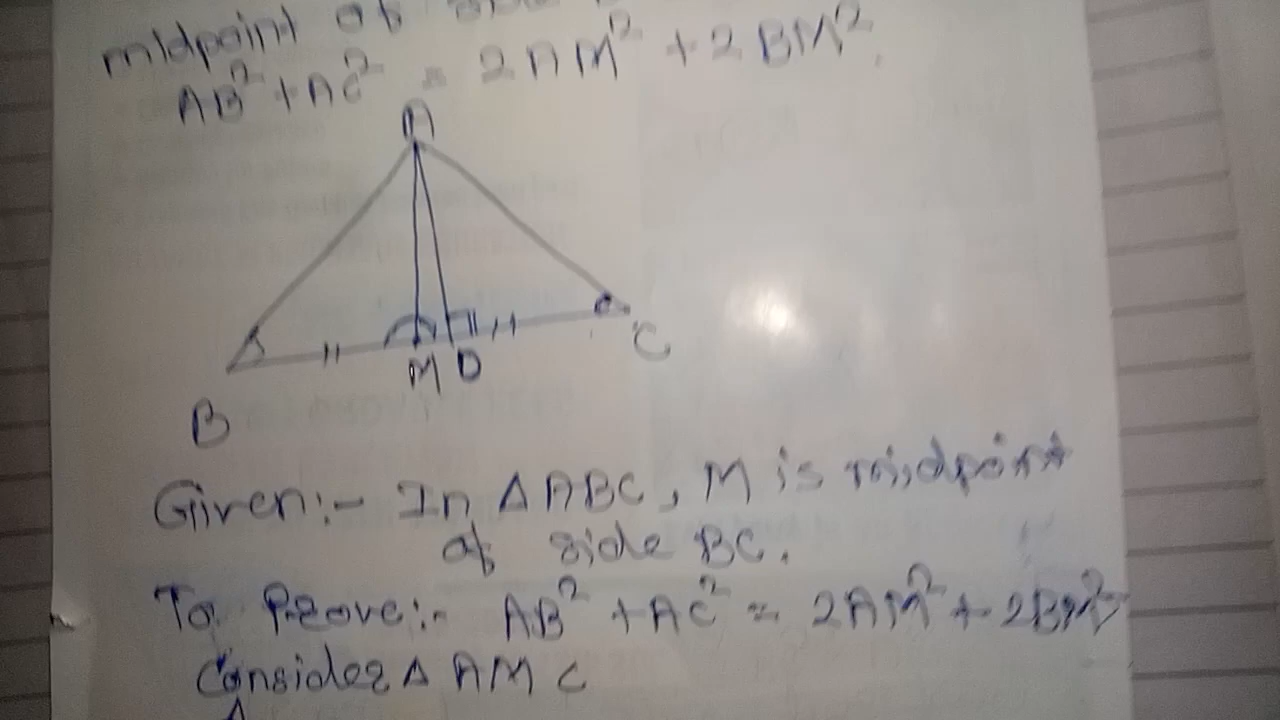 midpoint of side
AB² + AC² = 2AM² + 2BM².
A
M D
C
B
Given:- In △ABC, M is midpoint
of side BC.
To Prove:- AB² + AC² = 2AM² + 2BM²
Consider △ AMC